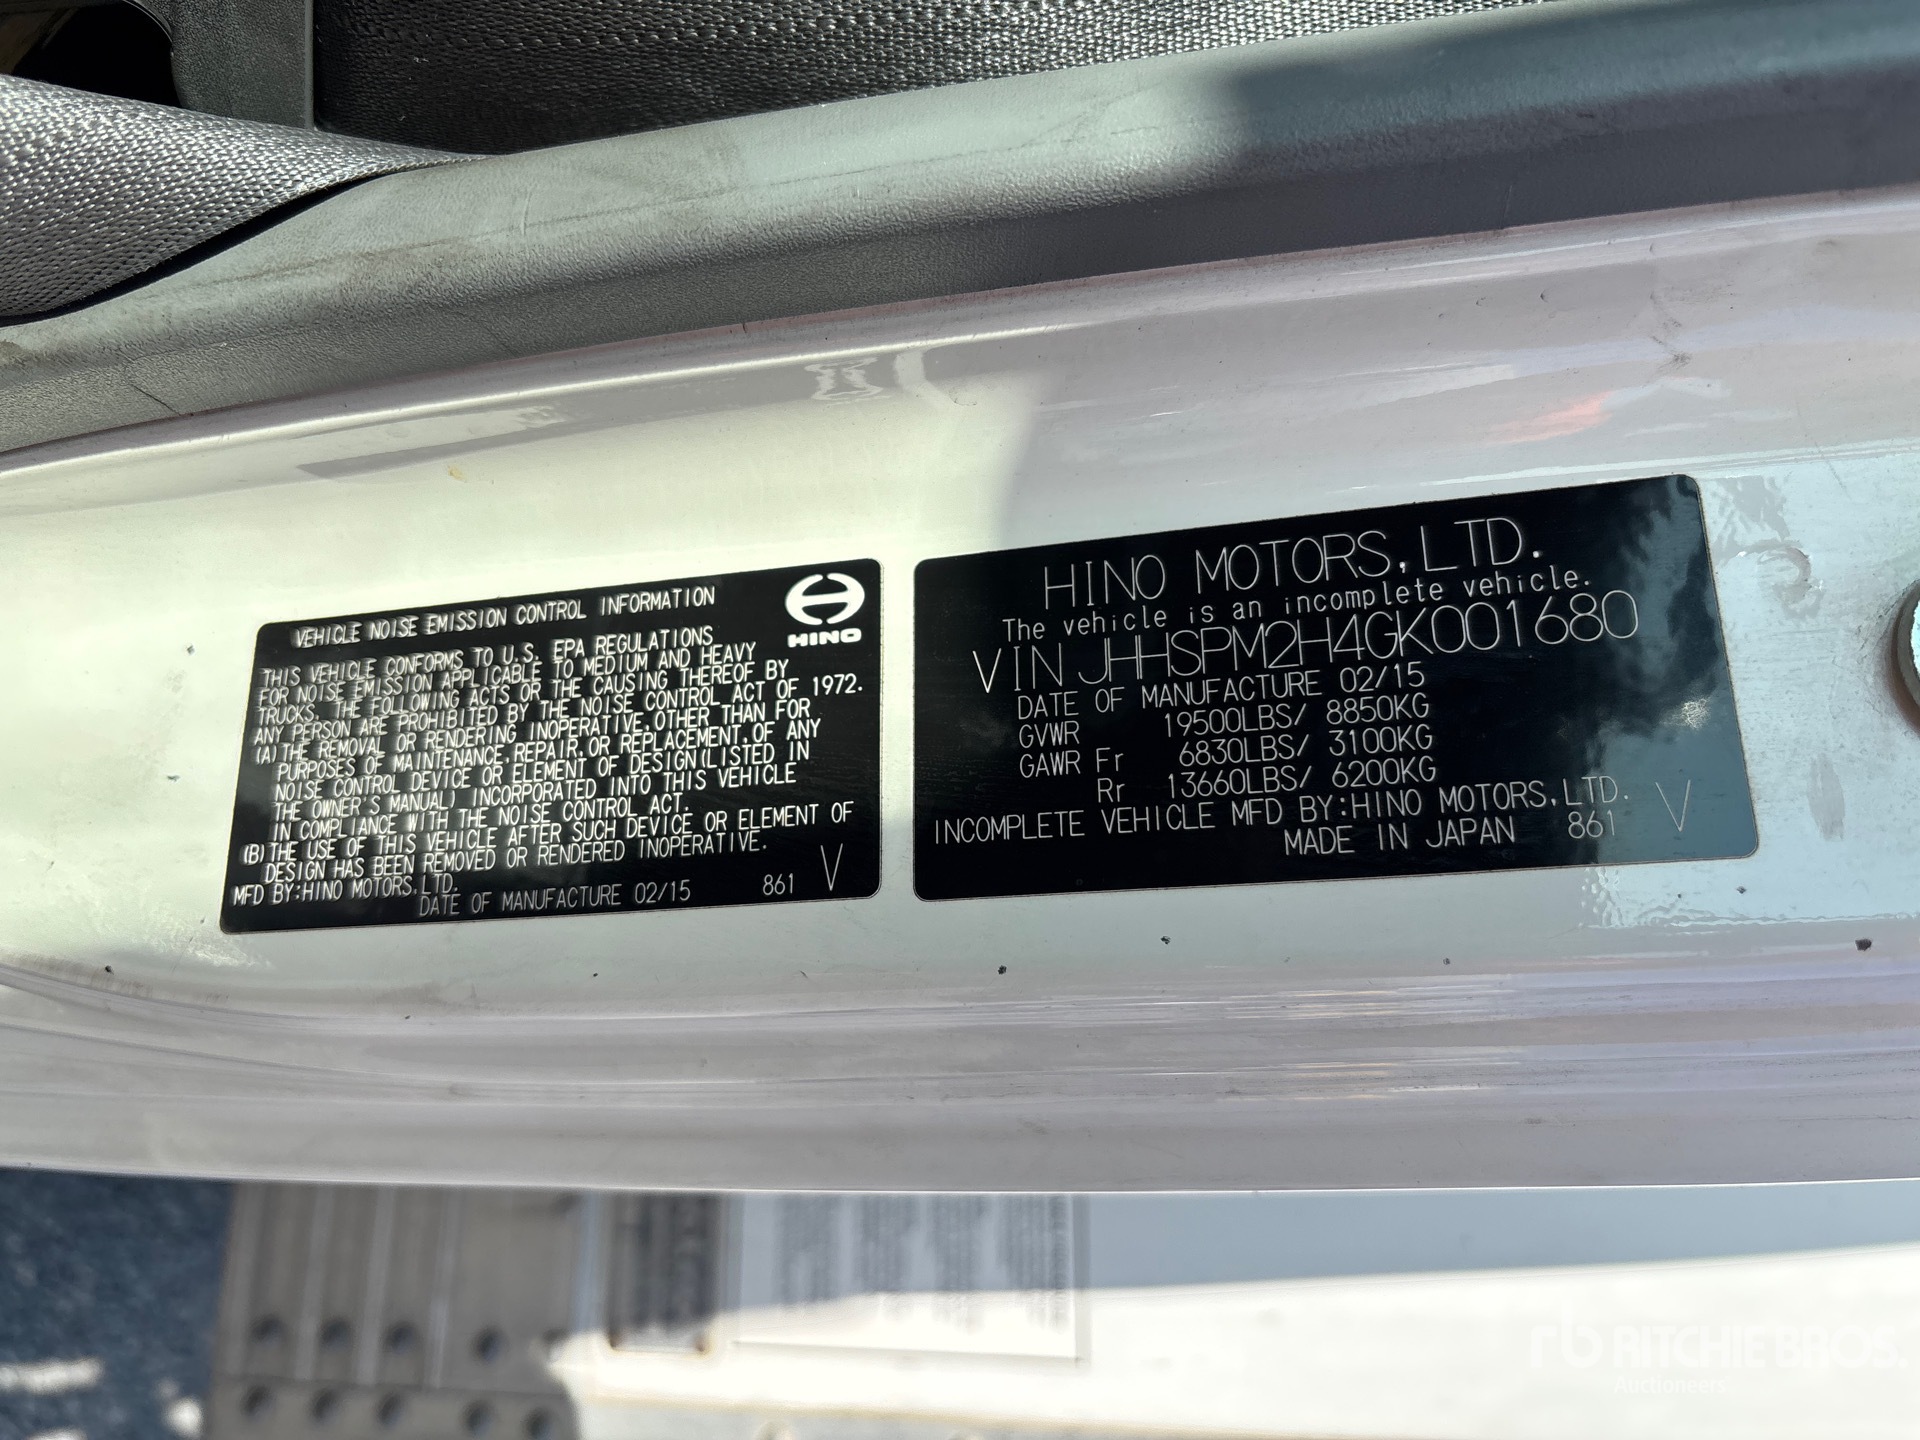 VEHICLE NOISE EMISSION CONTROL INFORMATION
HINO
THIS VEHICLE CONFORMS TO U.S. EPA REGULATIONS
FOR NOISE EMISSION APPLICABLE TO MEDIUM AND HEAVY
TRUCKS. THE FOLLOWING ACTS OR THE CAUSING THEREOF BY
ANY PERSON ARE PROHIBITED BY THE NOISE CONTROL ACT OF 1972.
(A) THE REMOVAL OR RENDERING INOPERATIVE, OTHER THAN FOR
PURPOSES OF MAINTENANCE, REPAIR, OR REPLACEMENT, OF ANY
NOISE CONTROL DEVICE OR ELEMENT OF DESIGN (LISTED IN
THE OWNER'S MANUAL) INCORPORATED INTO THIS VEHICLE
IN COMPLIANCE WITH THE NOISE CONTROL ACT.
(B) THE USE OF THIS VEHICLE AFTER SUCH DEVICE OR ELEMENT OF
DESIGN HAS BEEN REMOVED OR RENDERED INOPERATIVE.
MFD BY:HINO MOTORS, LTD.
DATE OF MANUFACTURE 02/15 861 V
HINO MOTORS, LTD.
The vehicle is an incomplete vehicle.
VIN JHHSPM2H4GK001680
DATE OF MANUFACTURE 02/15
GVWR 19500LBS/ 8850KG
GAWR Fr 6830LBS/ 3100KG
Rr 13660LBS/ 6200KG
INCOMPLETE VEHICLE MFD BY:HINO MOTORS, LTD.
MADE IN JAPAN 861 V
rb RITCHIE BROS.
Auctioneers